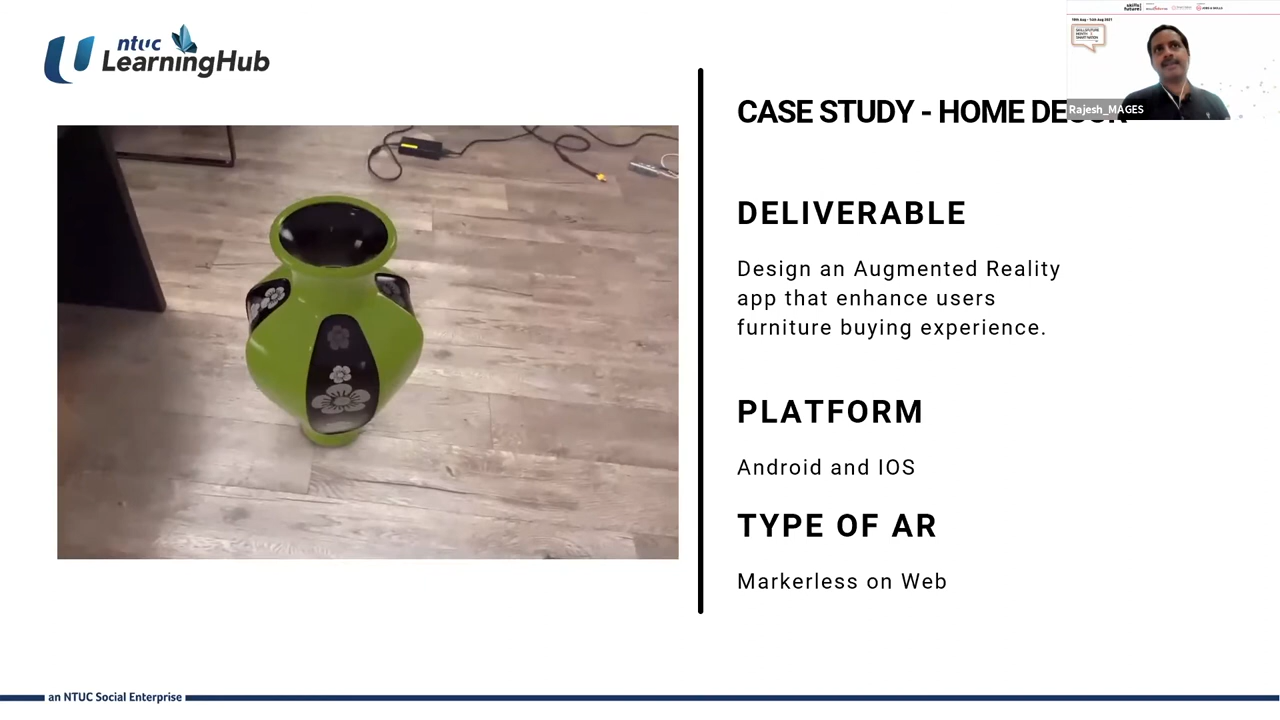 ntuc
LearningHub
CASE STUDY - HOME DECOR
Rajesh_MAGES
DELIVERABLE
Design an Augmented Reality
app that enhance users
furniture buying experience.
PLATFORM
Android and IOS
TYPE OF AR
Markerless on Web
an NTUC Social Enterprise